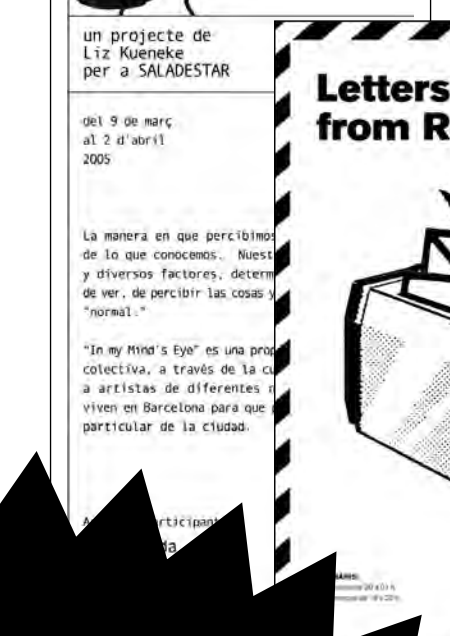 un projecte de
Liz Kueneke
per a SALADESTAR
del 9 de març
al 2 d'abril
2005
La manera en que percibimos
de lo que conocemos. Nuest
y diversos factores, determ
de ver, de percibir las cosas y
"normal."
"In my Mind's Eye" es una prop
colectiva, a través de la cu
a artistas de diferentes n
viven en Barcelona para que
particular de la ciudad.
Letters
from R